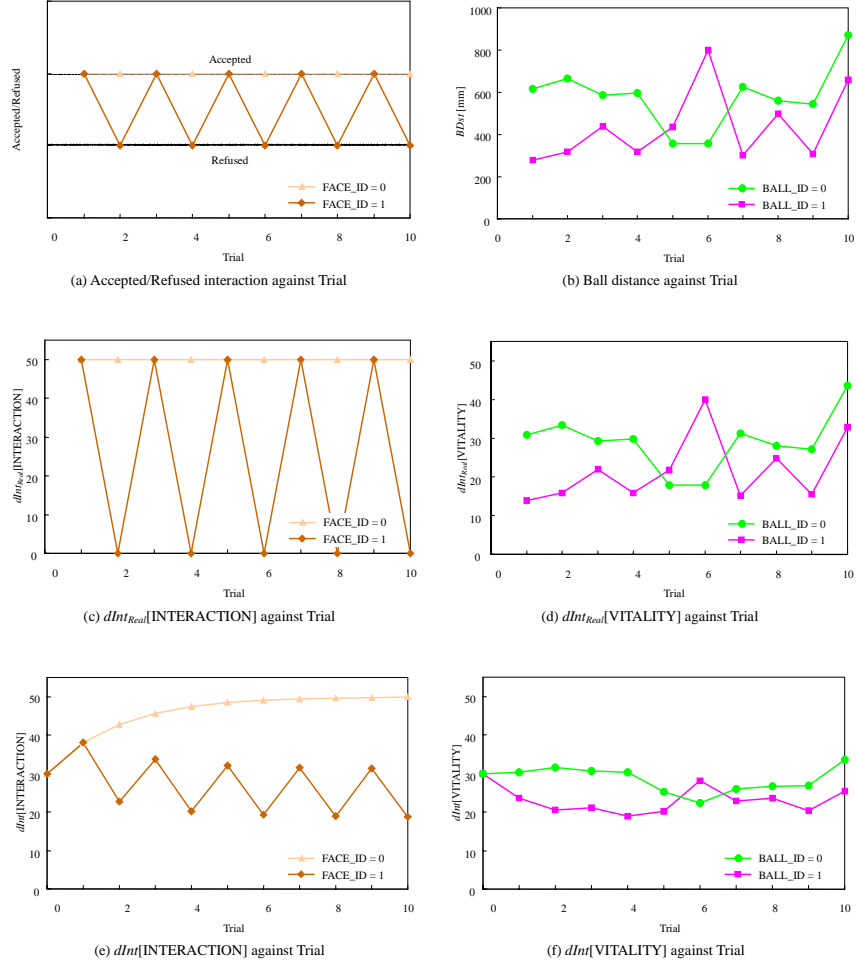 Accepted/Refused
Accepted
Refused
FACE_ID = 0
FACE_ID = 1
0 2 4 6 8 10
Trial
(a) Accepted/Refused interaction against Trial
1000
800
600
400
200
0
BDst [mm]
BALL_ID = 0
BALL_ID = 1
0 2 4 6 8 10
Trial
(b) Ball distance against Trial
50
40
30
20
10
0
dIntReal[INTERACTION]
FACE_ID = 0
FACE_ID = 1
0 2 4 6 8 10
Trial
(c) dIntReal[INTERACTION] against Trial
50
40
30
20
10
0
dIntReal[VITALITY]
BALL_ID = 0
BALL_ID = 1
0 2 4 6 8 10
Trial
(d) dIntReal[VITALITY] against Trial
50
40
30
20
10
0
dInt[INTERACTION]
FACE_ID = 0
FACE_ID = 1
0 2 4 6 8 10
Trial
(e) dInt[INTERACTION] against Trial
50
40
30
20
10
0
dInt[VITALITY]
BALL_ID = 0
BALL_ID = 1
0 2 4 6 8 10
Trial
(f) dInt[VITALITY] against Trial